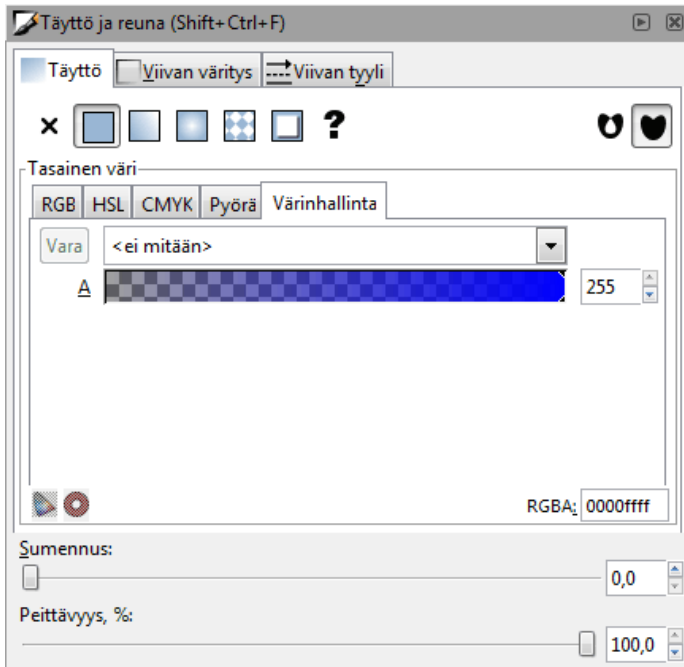 Täyttö ja reuna (Shift+Ctrl+F)
Täyttö Viivan väritys Viivan tyyli
?
Tasainen väri
RGB HSL CMYK Pyörä Värinhallinta
Vara <ei mitään>
A 255
RGBA: 0000ffff
Sumennus:
0,0
Peittävyys, %:
100,0